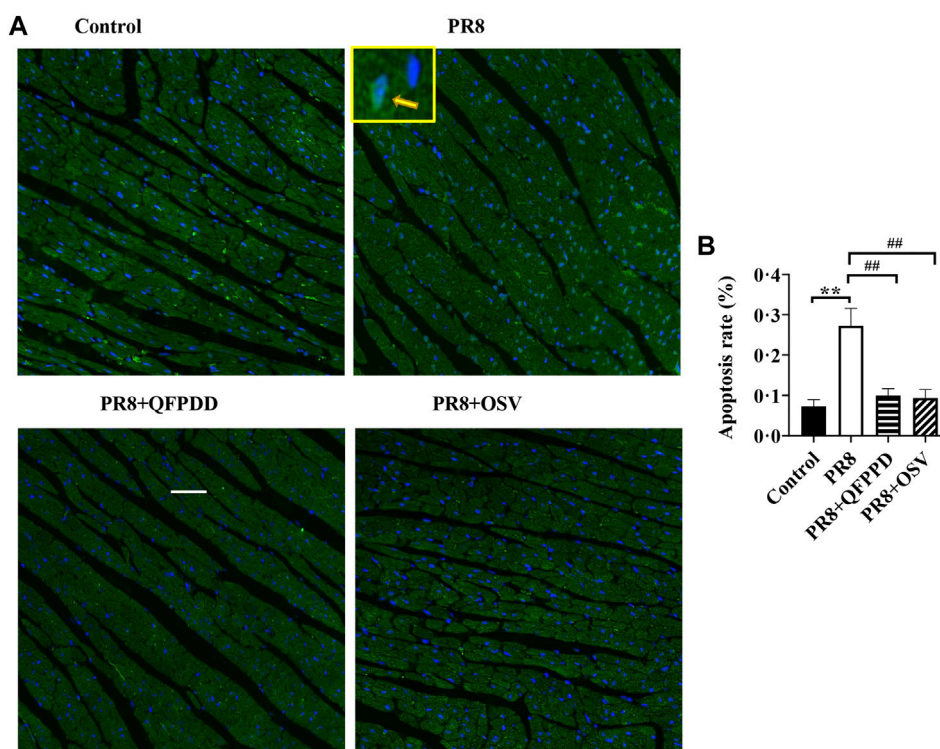 A
Control
PR8
PR8+QFPDD
PR8+OSV
B
##
##
**
Apoptosis rate (%)
0·4
0·3
0·2
0·1
0·0
Control
PR8
PR8+QFPPD
PR8+OSV